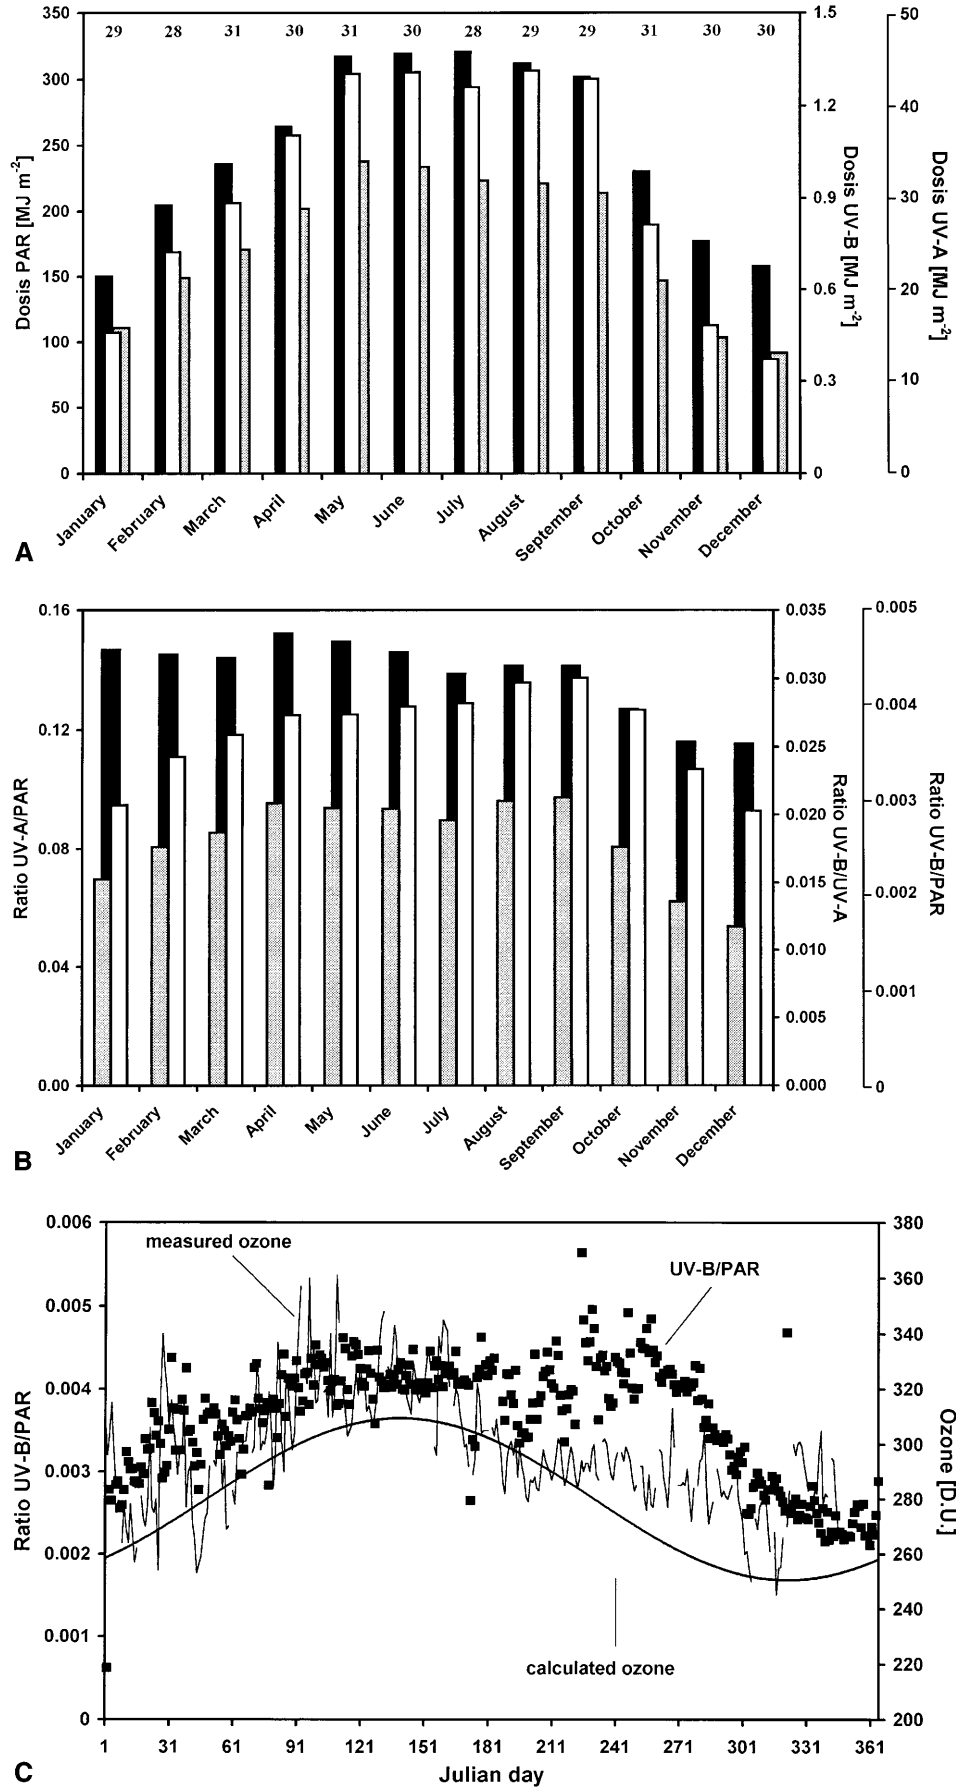 350
300
250
200
150
100
50
0
Dosis PAR [MJ m-2]
29 28 31 30 31 30 28 29 29 31 30 30
1.5
1.2
0.9
0.6
0.3
0
Dosis UV-B [MJ m-2]
50
40
30
20
10
0
Dosis UV-A [MJ m-2]
January February March April May June July August September October November December
A
0.16
0.12
0.08
0.04
0.00
Ratio UV-A/PAR
0.035
0.030
0.025
0.020
0.015
0.010
0.005
0.000
Ratio UV-B/UV-A
0.005
0.004
0.003
0.002
0.001
0
Ratio UV-B/PAR
January February March April May June July August September October November December
B
0.006
0.005
0.004
0.003
0.002
0.001
0
Ratio UV-B/PAR
measured ozone
UV-B/PAR
calculated ozone
380
360
340
320
300
280
260
240
220
200
Ozone [D.U.]
1 31 61 91 121 151 181 211 241 271 301 331 361
Julian day
C